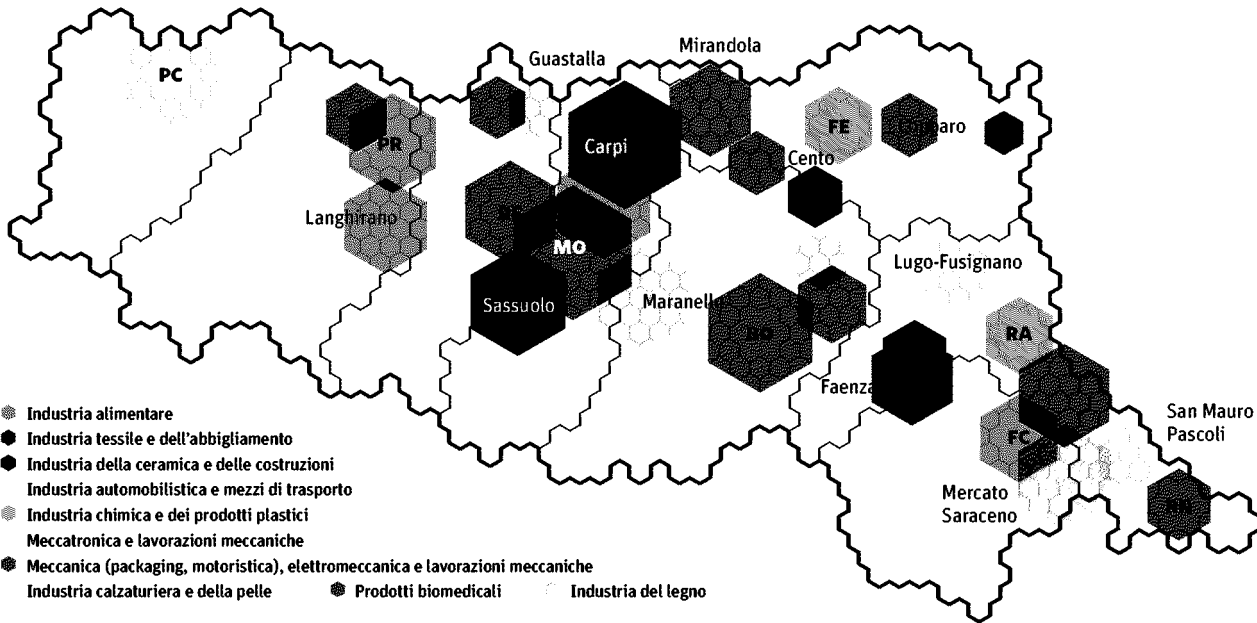 Guastalla
Mirandola
PC
FE
Copparo
PR
Carpi
Cento
Langhirano
RE
MO
Lugo-Fusignano
Sassuolo
Maranello
BO
RA
Faenza
San Mauro
Pascoli
FC
Mercato
Saraceno
RN
Industria alimentare
Industria tessile e dell'abbigliamento
Industria della ceramica e delle costruzioni
Industria automobilistica e mezzi di trasporto
Industria chimica e dei prodotti plastici
Meccatronica e lavorazioni meccaniche
Meccanica (packaging, motoristica), elettromeccanica e lavorazioni meccaniche
Industria calzaturiera e della pelle Prodotti biomedicali Industria del legno